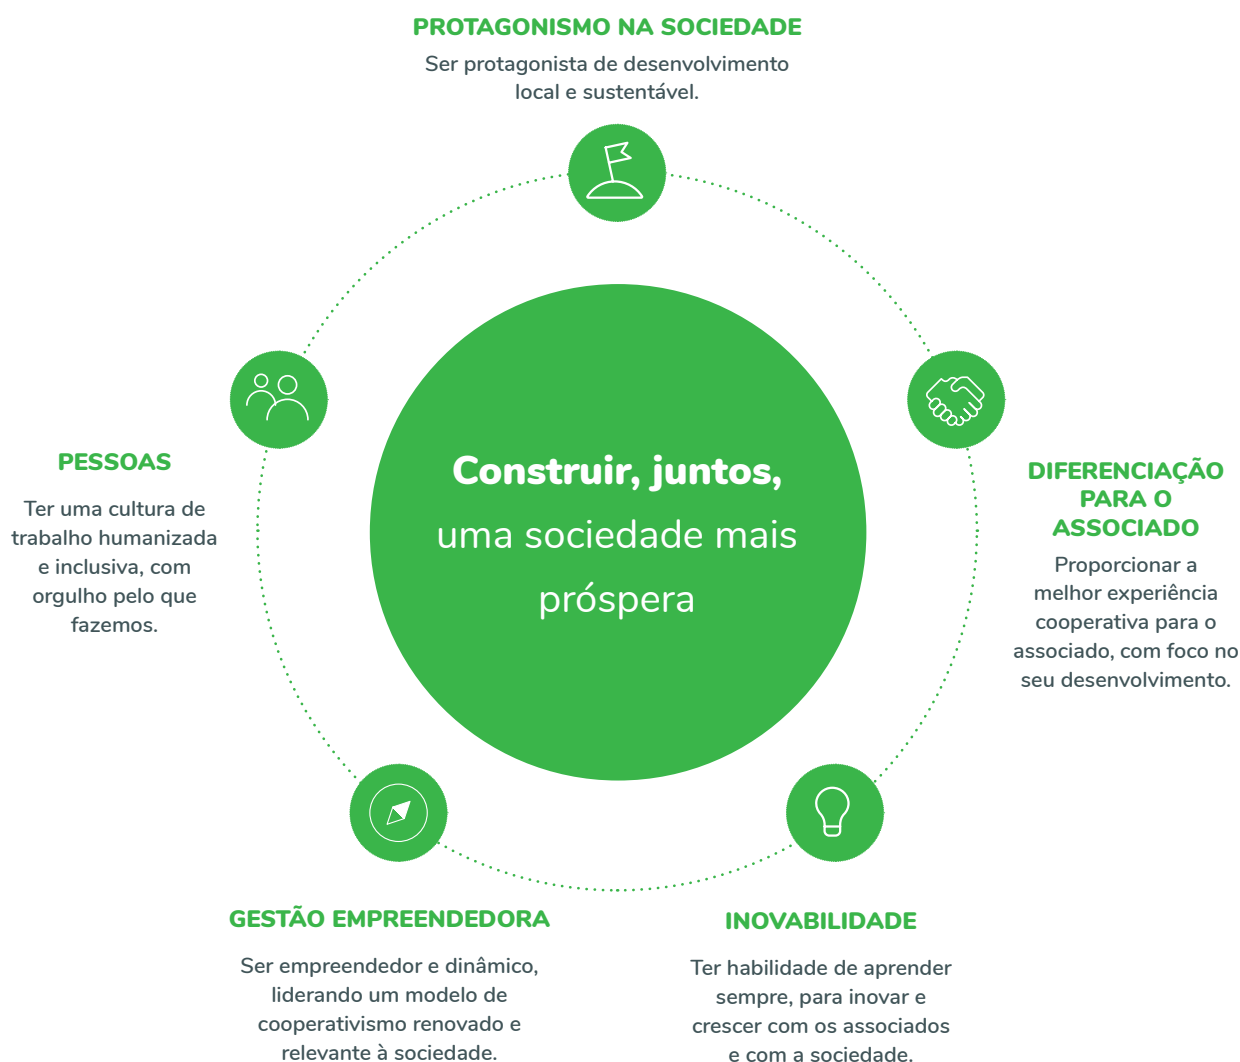 PROTAGONISMO NA SOCIEDADE
Ser protagonista de desenvolvimento
local e sustentável.
Construir, juntos,
uma sociedade mais
próspera
PESSOAS
Ter uma cultura de
trabalho humanizada
e inclusiva, com
orgulho pelo que
fazemos.
DIFERENCIAÇÃO
PARA O
ASSOCIADO
Proporcionar a
melhor experiência
cooperativa para o
associado, com foco no
seu desenvolvimento.
GESTÃO EMPREENDEDORA
Ser empreendedor e dinâmico,
liderando um modelo de
cooperativismo renovado e
relevante à sociedade.
INOVABILIDADE
Ter habilidade de aprender
sempre, para inovar e
crescer com os associados
e com a sociedade.